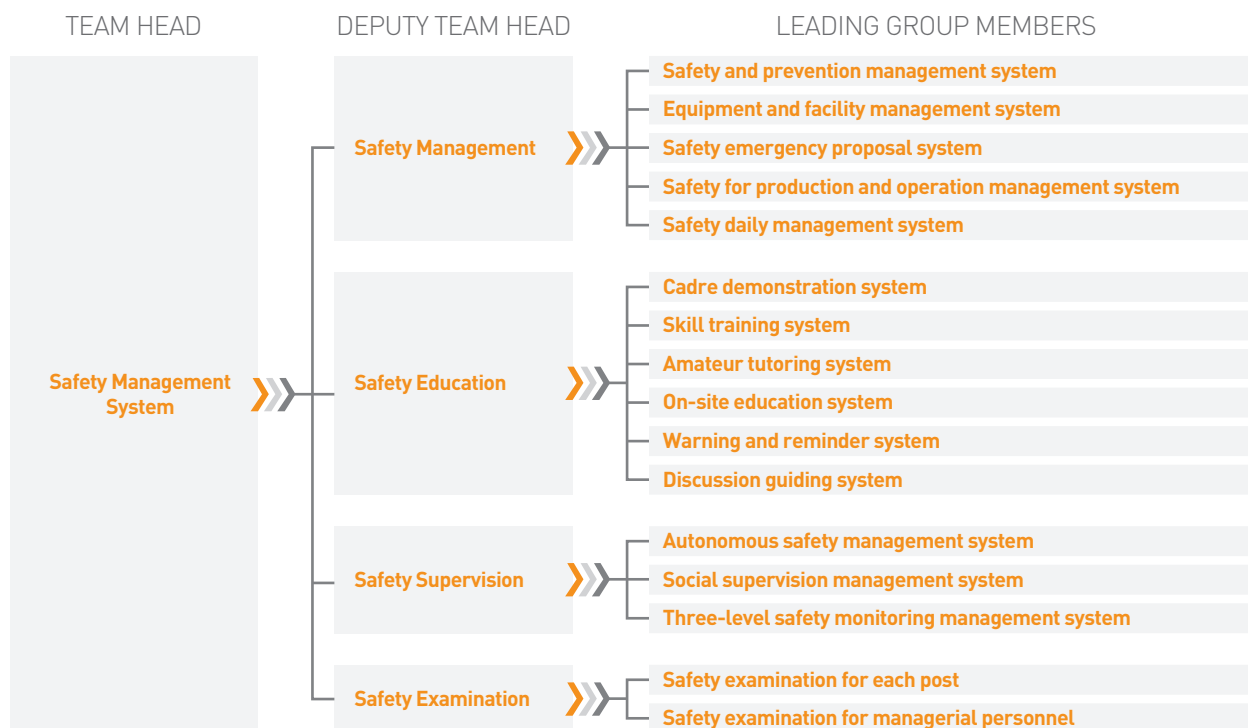 TEAM HEAD
DEPUTY TEAM HEAD
LEADING GROUP MEMBERS
Safety Management
System
Safety Management
Safety and prevention management system
Equipment and facility management system
Safety emergency proposal system
Safety for production and operation management system
Safety daily management system
Safety Education
Cadre demonstration system
Skill training system
Amateur tutoring system
On-site education system
Warning and reminder system
Discussion guiding system
Safety Supervision
Autonomous safety management system
Social supervision management system
Three-level safety monitoring management system
Safety Examination
Safety examination for each post
Safety examination for managerial personnel